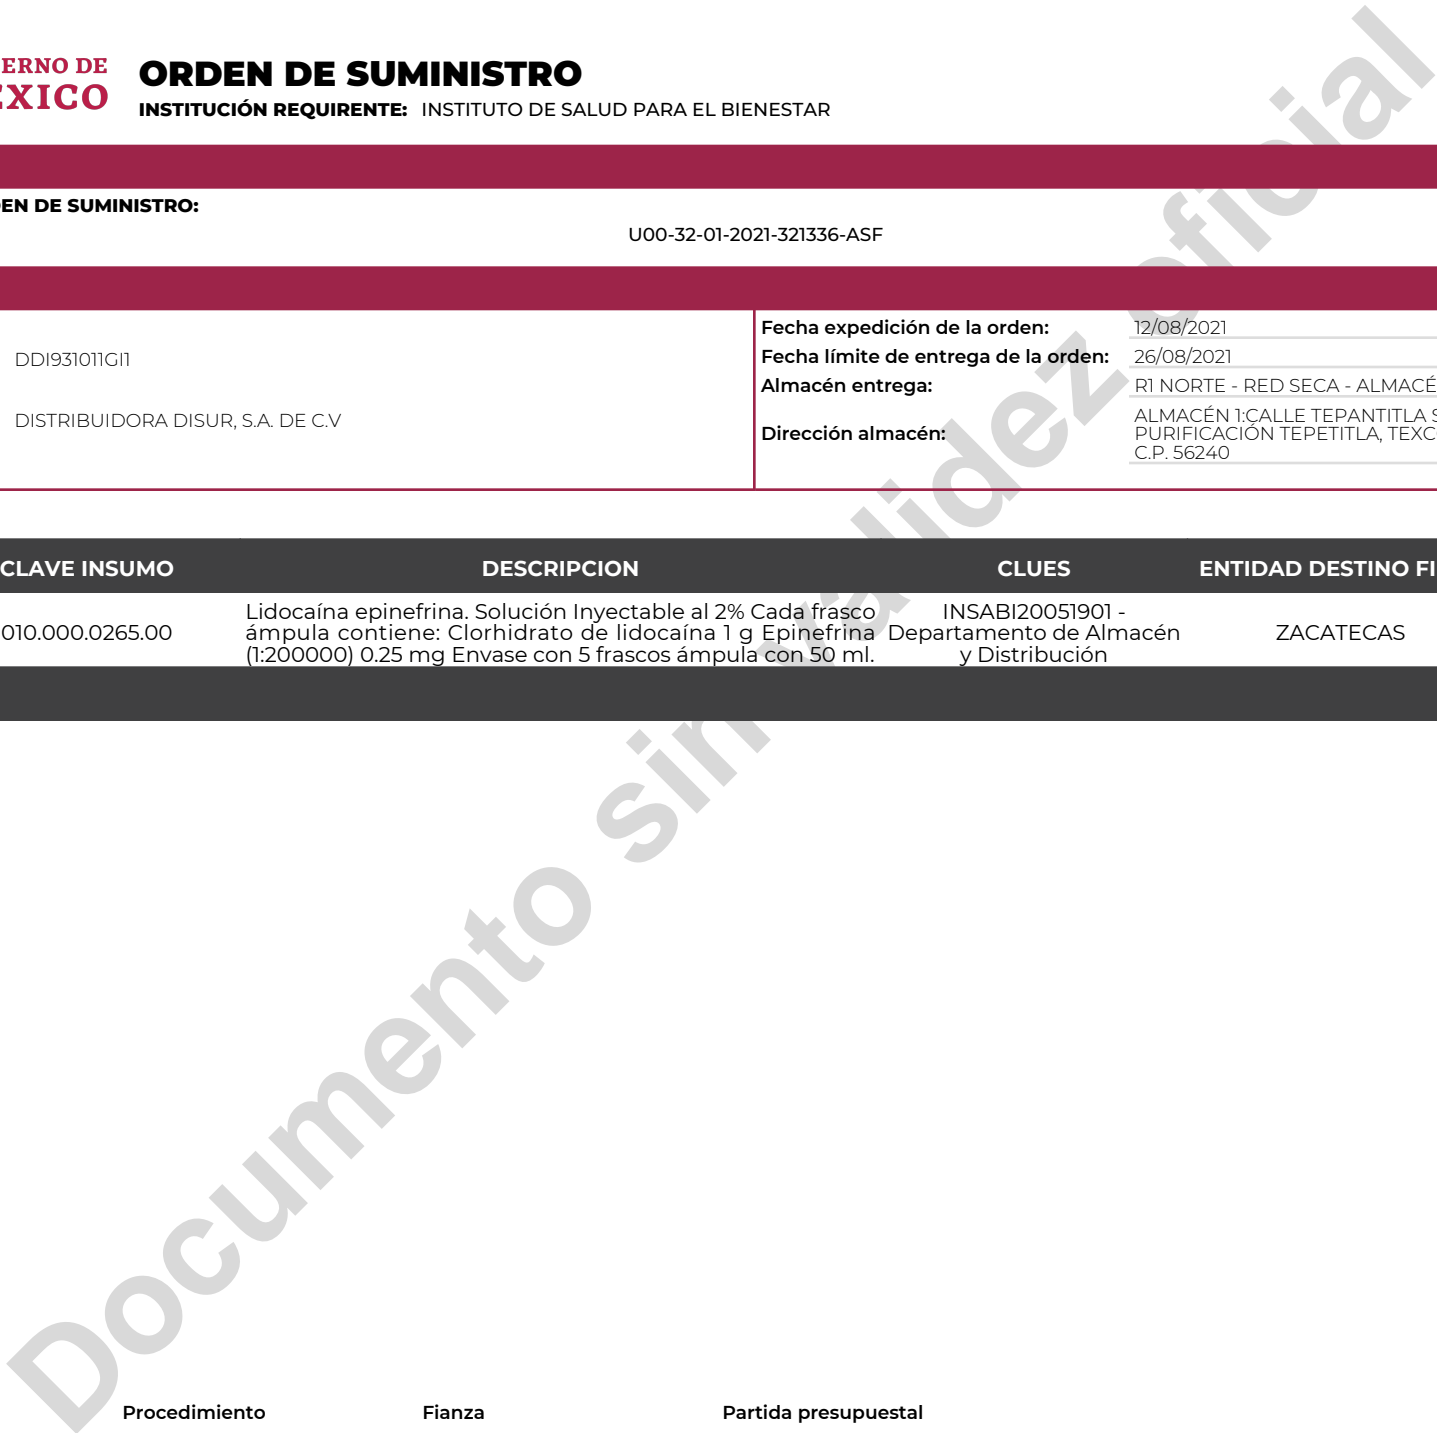 ERNO DE
ÉXICO
ORDEN DE SUMINISTRO
INSTITUCIÓN REQUIRENTE: INSTITUTO DE SALUD PARA EL BIENESTAR
EN DE SUMINISTRO:
U00-32-01-2021-321336-ASF
DDI931011GI1
DISTRIBUIDORA DISUR, S.A. DE C.V
Fecha expedición de la orden: 12/08/2021
Fecha límite de entrega de la orden: 26/08/2021
Almacén entrega: R1 NORTE - RED SECA - ALMACÉ
Dirección almacén:
ALMACÉN 1:CALLE TEPANTITLA S
PURIFICACIÓN TEPETITLA, TEXC
C.P. 56240
CLAVE INSUMO DESCRIPCION CLUES ENTIDAD DESTINO FI
010.000.0265.00
Lidocaína epinefrina. Solución Inyectable al 2% Cada frasco
ámpula contiene: Clorhidrato de lidocaína 1 g Epinefrina
(1:200000) 0.25 mg Envase con 5 frascos ámpula con 50 ml.
INSABI20051901 -
Departamento de Almacén
y Distribución
ZACATECAS
Documento sin validez oficial
Procedimiento Fianza Partida presupuestal